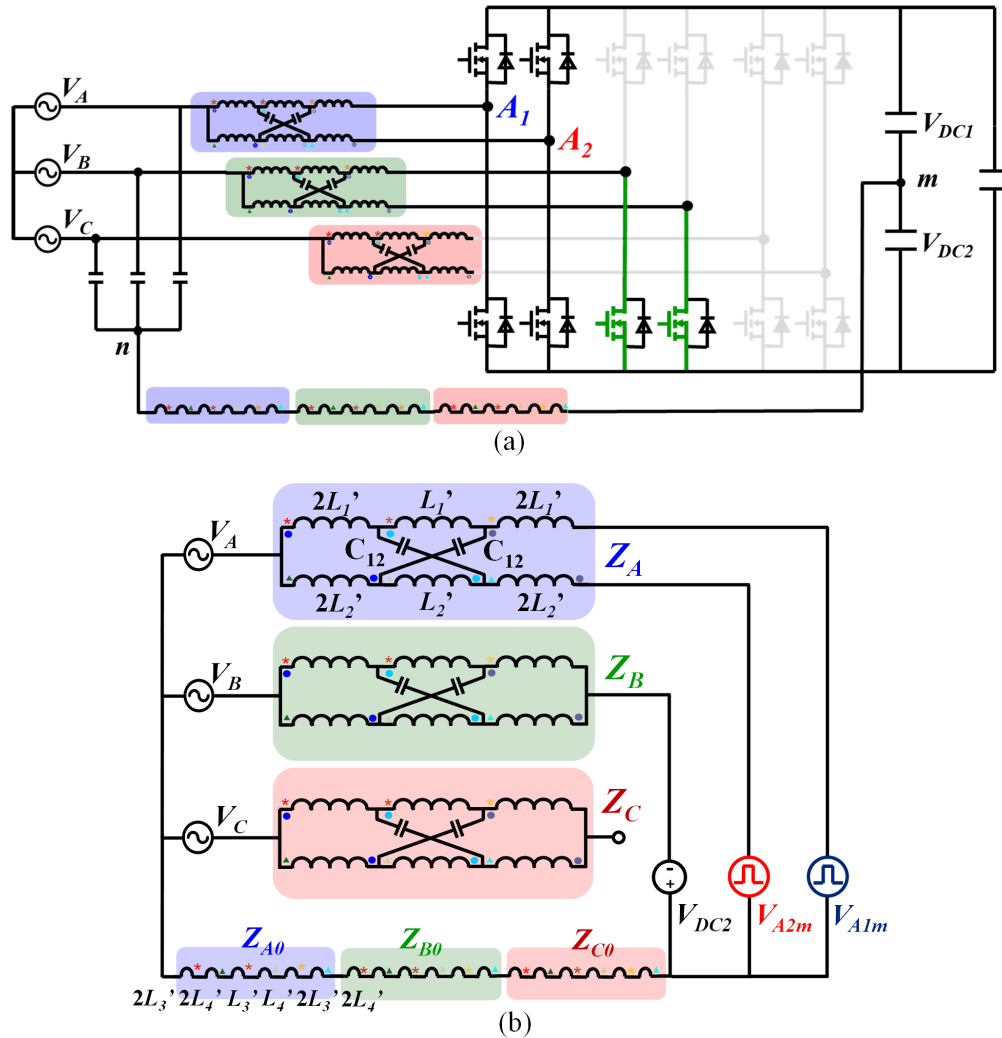 V_A
A_1
A_2
V_B
V_C
V_DC1
m
V_DC2
n
(a)
2L_1' L_1' 2L_1'
V_A
C_12 C_12
Z_A
2L_2' L_2' 2L_2'
V_B
Z_B
V_C
Z_C
-
+
V_DC2 V_A2m V_A1m
Z_A0 Z_B0 Z_C0
2L_3' 2L_4' L_3' L_4' 2L_3' 2L_4'
(b)